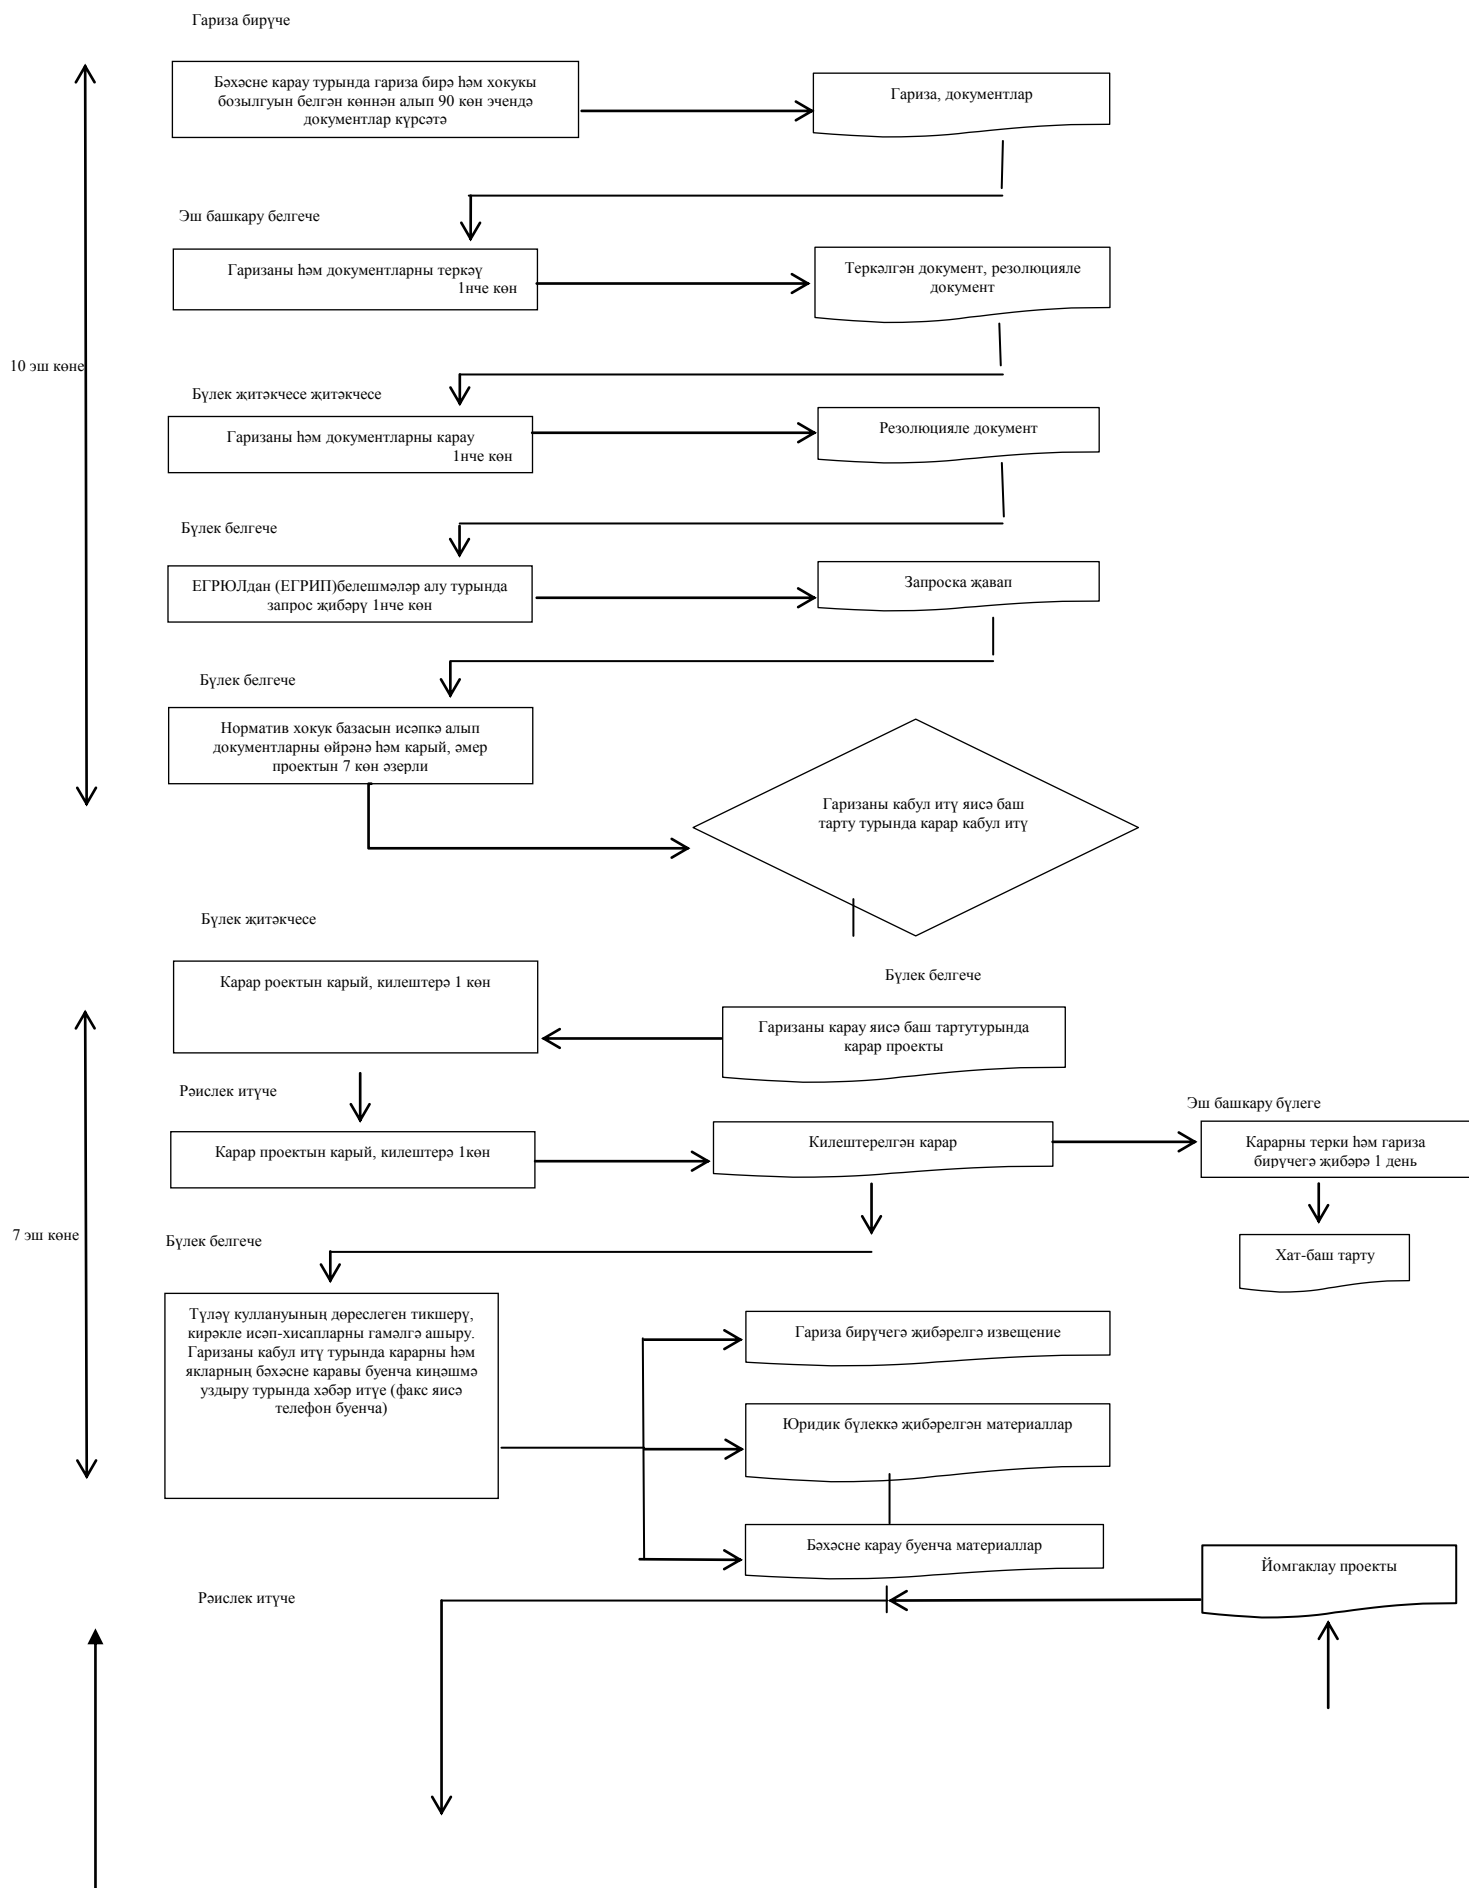 Гариза бирүче
Бәхәсне карау турында гариза бирә һәм хокукы
бозылгуын белгән көннән алып 90 көн эчендә
документлар күрсәтә
Гариза, документлар
Эш башкару белгече
Гаризаны һәм документларны теркәү
1нче көн
Теркәлгән документ, резолюцияле
документ
10 эш көне
Бүлек җитәкчесе җитәкчесе
Гаризаны һәм документларны карау
1нче көн
Резолюцияле документ
Бүлек белгече
ЕГРЮЛдан (ЕГРИП)белешмәләр алу турында
запрос җибәрү 1нче көн
Запроска җавап
Бүлек белгече
Норматив хокук базасын исәпкә алып
документларны өйрәнә һәм карый, әмер
проектын 7 көн әзерли
Гаризаны кабул итү яисә баш
тарту турында карар кабул итү
Бүлек җитәкчесе
Карар роектын карый, килештерә 1 көн
Бүлек белгече
Гаризаны карау яисә баш тартутурында
карар проекты
Рәислек итүче
Карар проектын карый, килештерә 1көн
Килештерелгән карар
Эш башкару бүлеге
Карарны терки һәм гариза
бирүчегә җибәрә 1 день
7 эш көне
Хат-баш тарту
Бүлек белгече
Түләү куллануының дөреслеген тикшерү,
кирәкле исәп-хисапларны гамәлгә ашыру.
Гаризаны кабул итү турында карарны һәм
якларның бәхәсне каравы буенча киңәшмә
уздыру турында хәбәр итүе (факс яисә
телефон буенча)
Гариза бирүчегә җибәрелгә извещение
Юридик бүлеккә җибәрелгән материаллар
Бәхәсне карау буенча материаллар
Йомгаклау проекты
Рәислек итүче